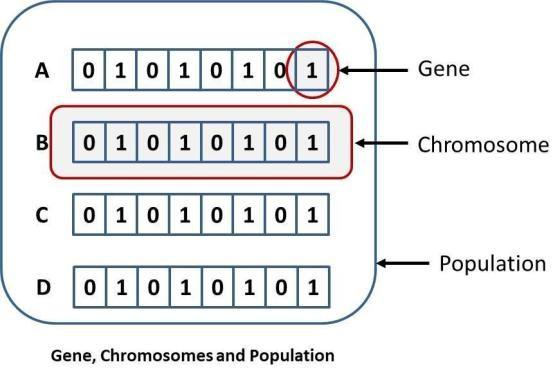 A 0 1 0 1 0 1 0 1 Gene
B 0 1 0 1 0 1 0 1 Chromosome
C 0 1 0 1 0 1 0 1
Population
D 0 1 0 1 0 1 0 1
Gene, Chromosomes and Population